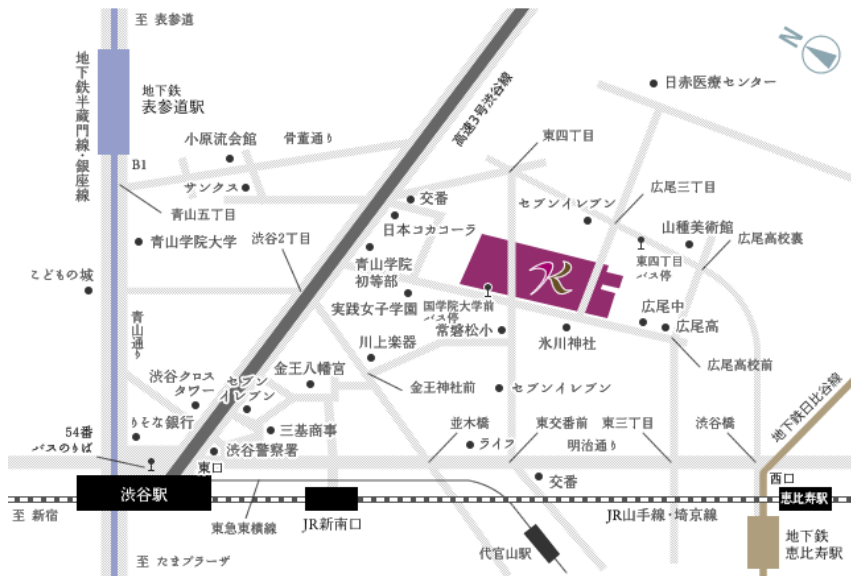 至 表参道
N
地下鉄半蔵門線・銀座線
地下鉄
表参道駅
高速3号渋谷線
日赤医療センター
小原流会館
骨董通り
東四丁目
B1
サンクス
交番
セブンイレブン
広尾三丁目
青山五丁目
日本コカコーラ
山種美術館
青山学院大学
渋谷2丁目
広尾高校裏
青山学院
初等部
東四丁目
バス停
こどもの城
K
実践女子学園
国学院大学前
バス停
広尾中
広尾高
青山通り
常磐松小
氷川神社
川上楽器
広尾高校前
金王八幡宮
渋谷クロス
タワー
セブン
イレブン
金王神社前
セブンイレブン
地下鉄日比谷線
りそな銀行
三基商事
並木橋
東交番前
東三丁目
渋谷橋
54番
バスのりば
渋谷警察署
ライフ
明治通り
東口
西口
交番
渋谷駅
恵比寿駅
至 新宿
東急東横線
JR新南口
JR山手線・埼京線
代官山駅
地下鉄
恵比寿駅
至 たまプラーザ